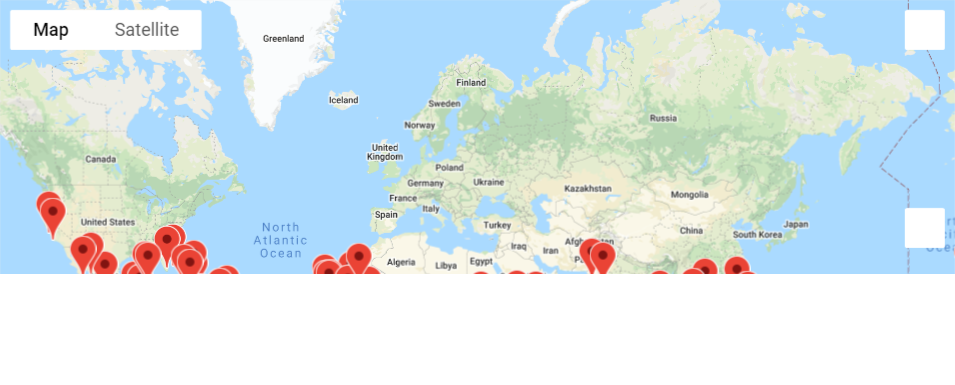 Map
Satellite
Greenland
Iceland
Finland
Sweden
Norway
Russia
United
Kingdom
Canada
Poland
Germany
Ukraine
Kazakhstan
Mongolia
France
Italy
Spain
United States
Turkey
Japan
China
South Korea
North
Atlantic
Ocean
Iraq
Iran
Algeria
Libya
Egypt